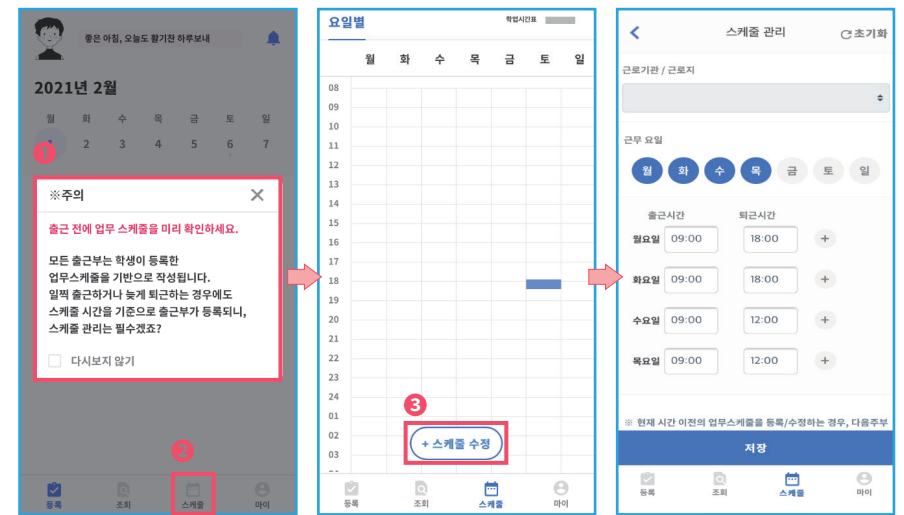 좋은 아침, 오늘도 활기찬 하루보내
2021년 2월
월 화 수 목 금 토 일
1 2 3 4 5 6 7
1
※주의 ✕
출근 전에 업무 스케줄을 미리 확인하세요.
모든 출근부는 학생이 등록한
업무스케줄을 기반으로 작성됩니다.
일찍 출근하거나 늦게 퇴근하는 경우에도
스케줄 시간을 기준으로 출근부가 등록되니,
스케줄 관리는 필수겠죠?
다시보지 않기
2
등록 조회 스케줄 마이
요일별 학업시간표
월 화 수 목 금 토 일
08
09
10
11
12
13
14
15
16
17
18
19
20
21
22
23
24
01
02
03
3
+ 스케줄 수정
등록 조회 스케줄 마이
스케줄 관리 초기화
근로기관 / 근로지
근무 요일
월 화 수 목 금 토 일
출근시간 퇴근시간
월요일 09:00 18:00 +
화요일 09:00 18:00 +
수요일 09:00 12:00 +
목요일 09:00 12:00 +
※ 현재 시간 이전의 업무스케줄을 등록/수정하는 경우, 다음주부
저장
등록 조회 스케줄 마이